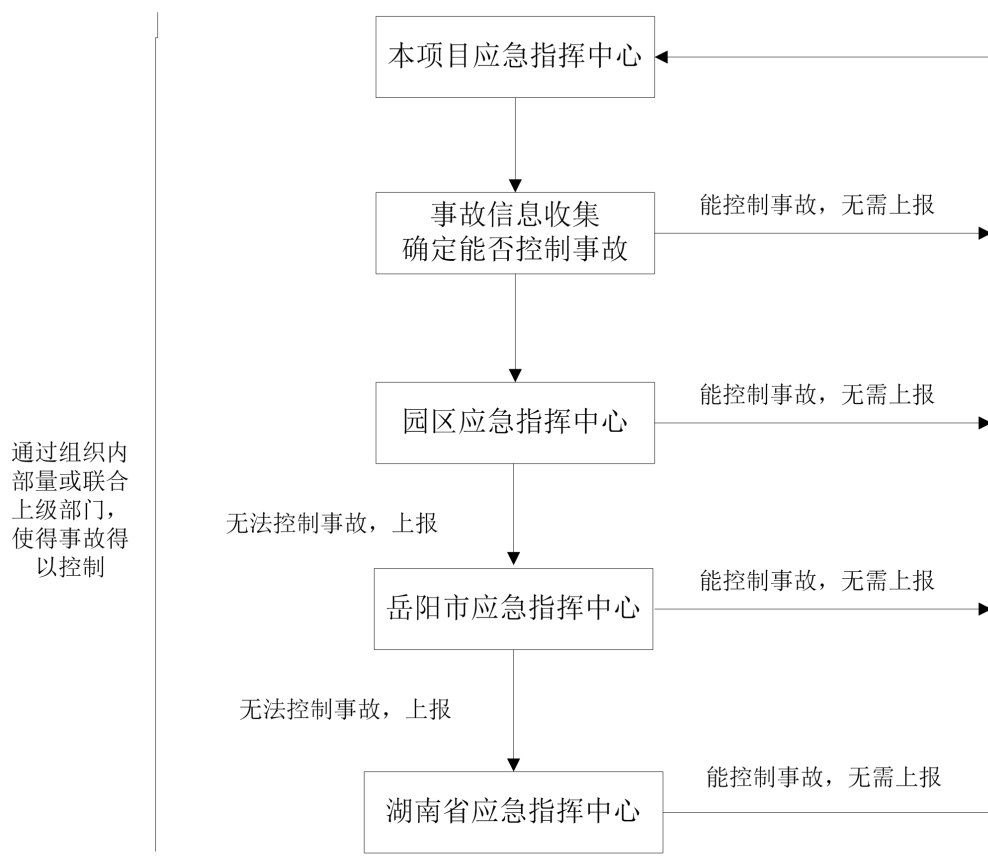 本项目应急指挥中心
事故信息收集
确定能否控制事故
能控制事故，无需上报
园区应急指挥中心
能控制事故，无需上报
通过组织内
部量或联合
上级部门，
使得事故得
以控制
无法控制事故，上报
岳阳市应急指挥中心
能控制事故，无需上报
无法控制事故，上报
湖南省应急指挥中心
能控制事故，无需上报